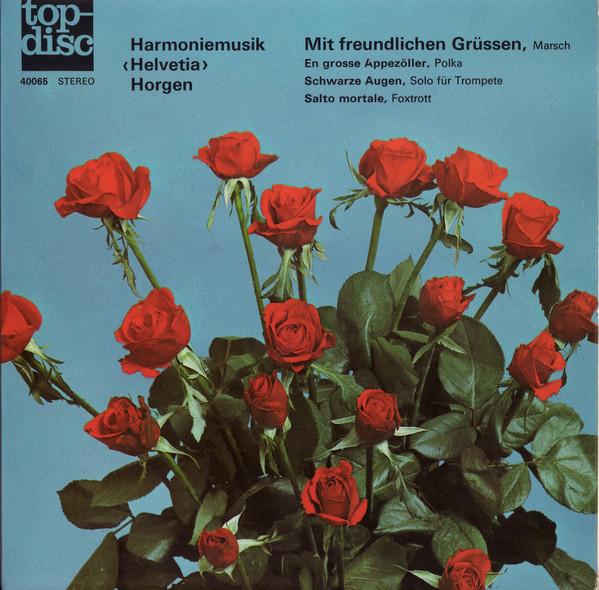 top-
disc
40065 STEREO
Harmoniemusik
‹Helvetia›
Horgen
Mit freundlichen Grüssen, Marsch
En grosse Appezöller, Polka
Schwarze Augen, Solo für Trompete
Salto mortale, Foxtrott